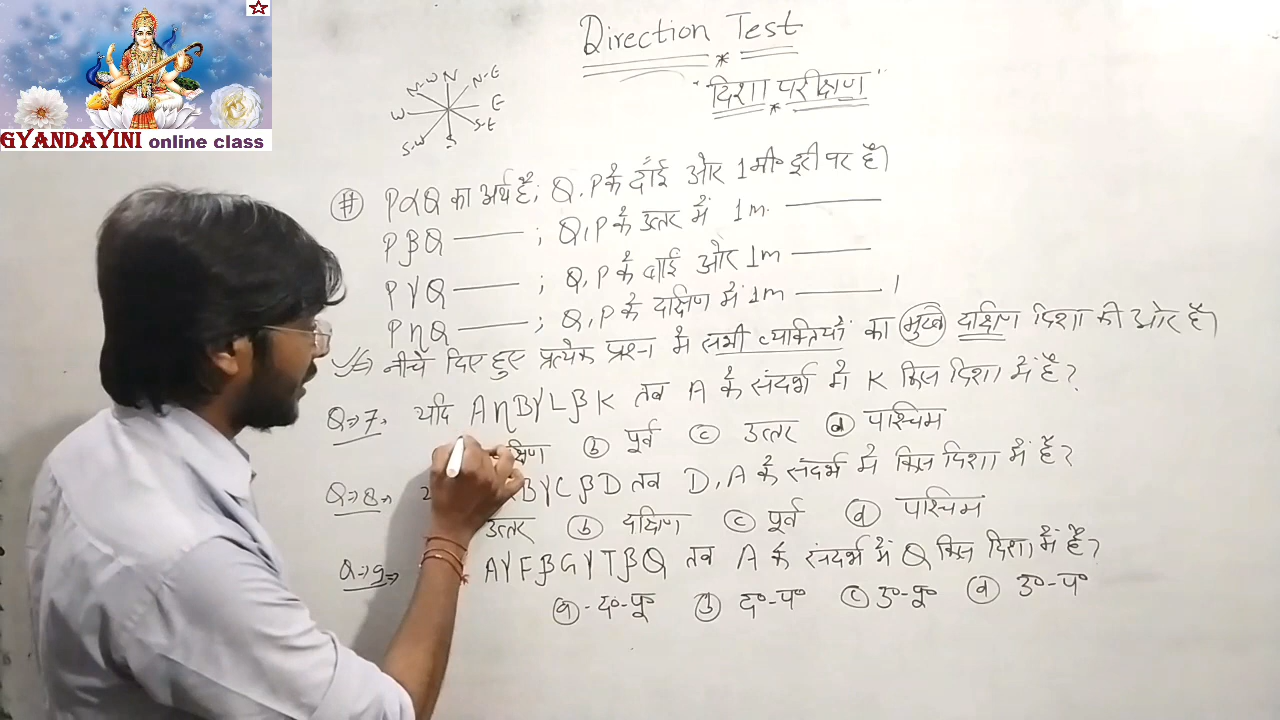 GYANDAYINI online class
Direction Test
"दिशा परीक्षण"
N
N-W
N-E
W
E
S-W
S-E
S
# PαQ का अर्थ है; Q, P के दाँई ओर 1मी० दूरी पर है।
PβQ ——— ; Q, P के उत्तर में 1m. ———
PγQ ——— ; Q, P के बाँई ओर 1m ———
PηQ ——— ; Q, P के दक्षिण में 1m ———।
नीचे दिए हुए प्रत्येक प्रश्न में सभी व्यक्तियों का मुख दक्षिण दिशा की ओर है।
Q⇒7. यदि AηBγLβK तब A के संदर्भ में K किस दिशा में है?
ⓑ पूर्व ⓒ उत्तर ⓓ पश्चिम
Q⇒8⇒ BγCβD तब D, A के संदर्भ में किस दिशा में है?
उत्तर ⓑ दक्षिण ⓒ पूर्व ⓓ पाश्चिम
Q⇒9⇒ AγFβGγTβQ तब A के संदर्भ में Q किस दिशा में है?
ⓐ-द०-पू० ⓑ द०-प० ⓒ उ०-पू० ⓓ उ०-प०